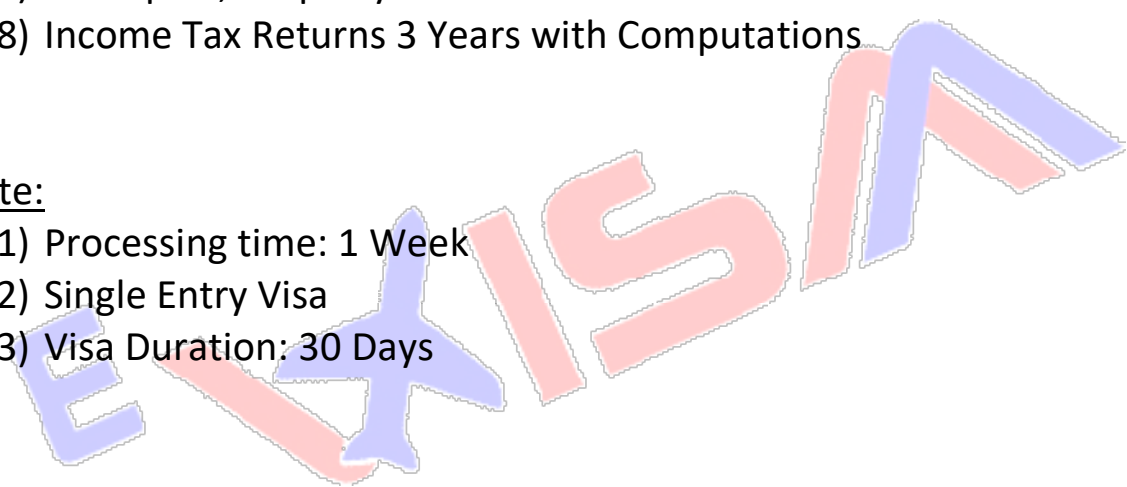 8) Income Tax Returns 3 Years with Computations
te:
1) Processing time: 1 Week
2) Single Entry Visa
3) Visa Duration: 30 Days
E VISA